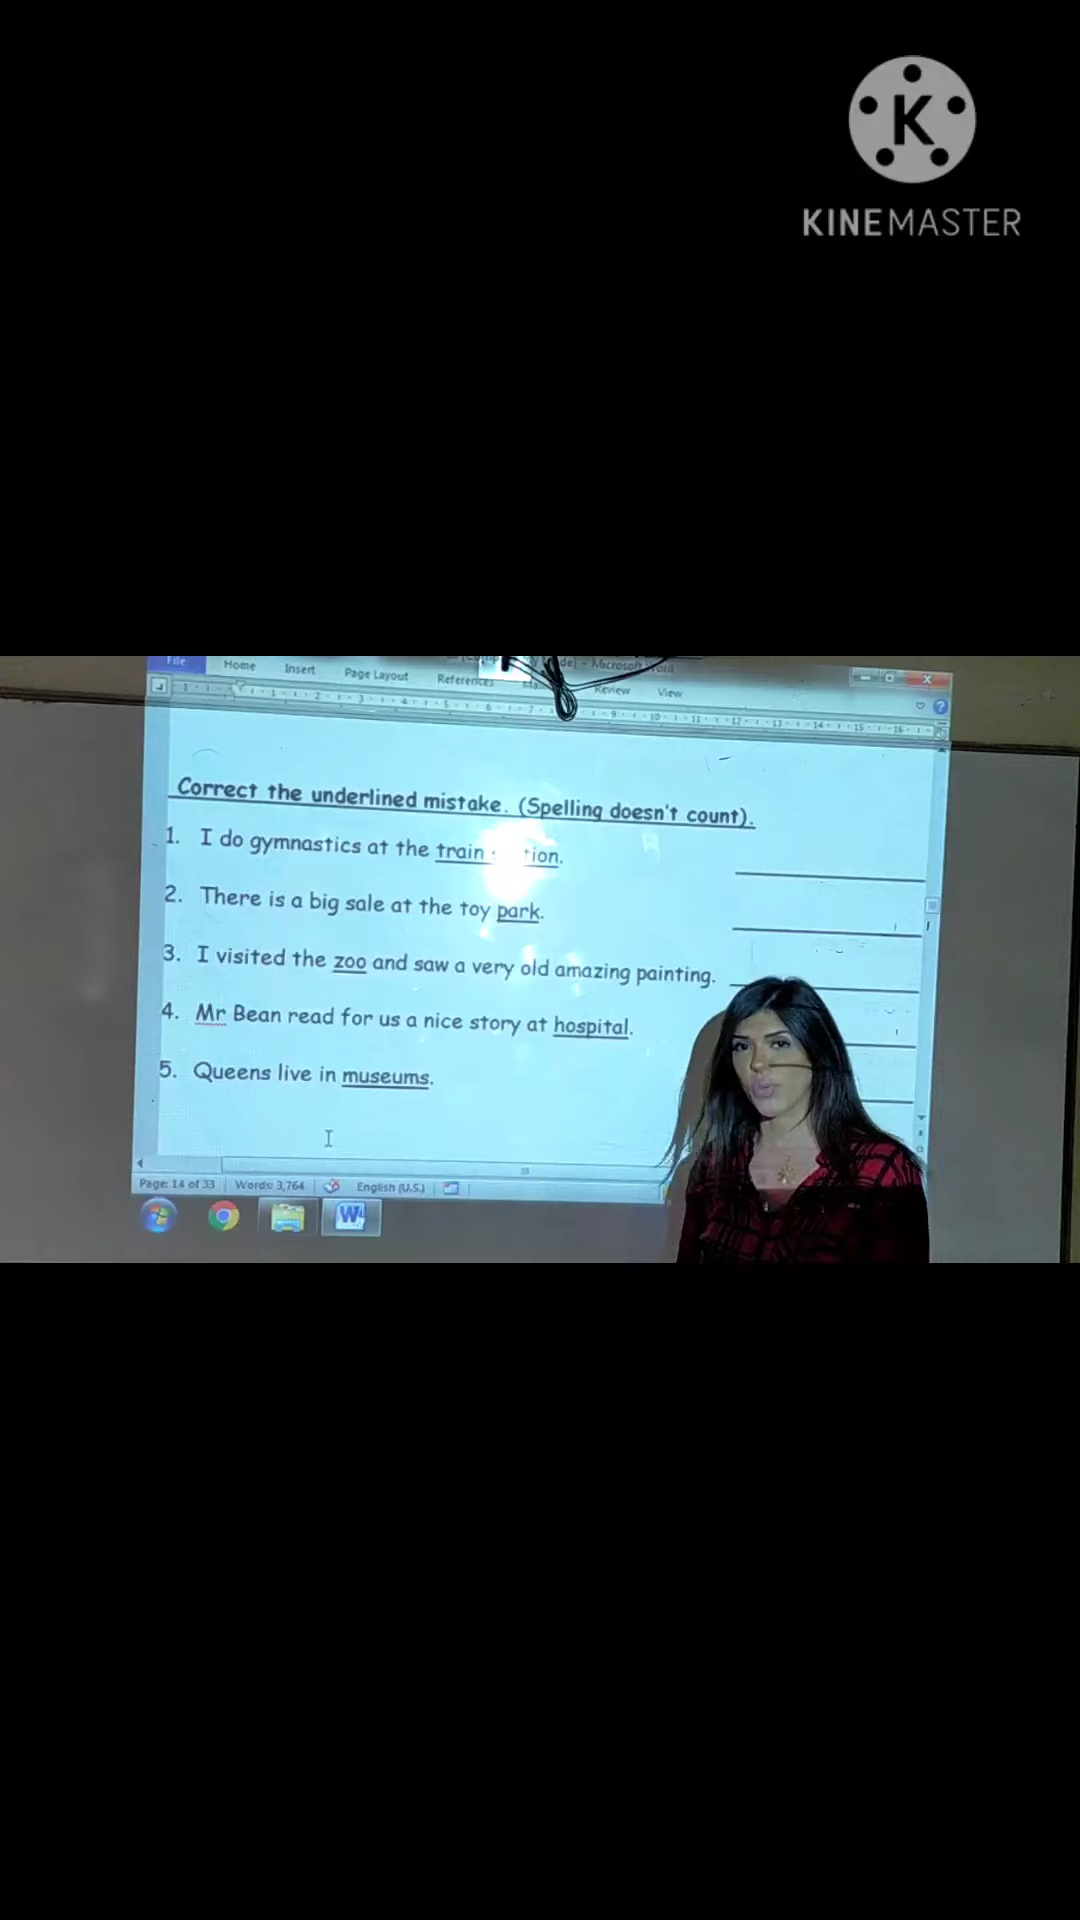 K
KINEMASTER
File Home Insert Page Layout References Review View
Microsoft Word
Correct the underlined mistake. (Spelling doesn't count).
1. I do gymnastics at the train
2. There is a big sale at the toy park.
3. I visited the zoo and saw a very old amazing painting.
4. Mr Bean read for us a nice story at hospital.
5. Queens live in museums.
Page: 14 of 33 Words: 3,764 English (U.S.)
W